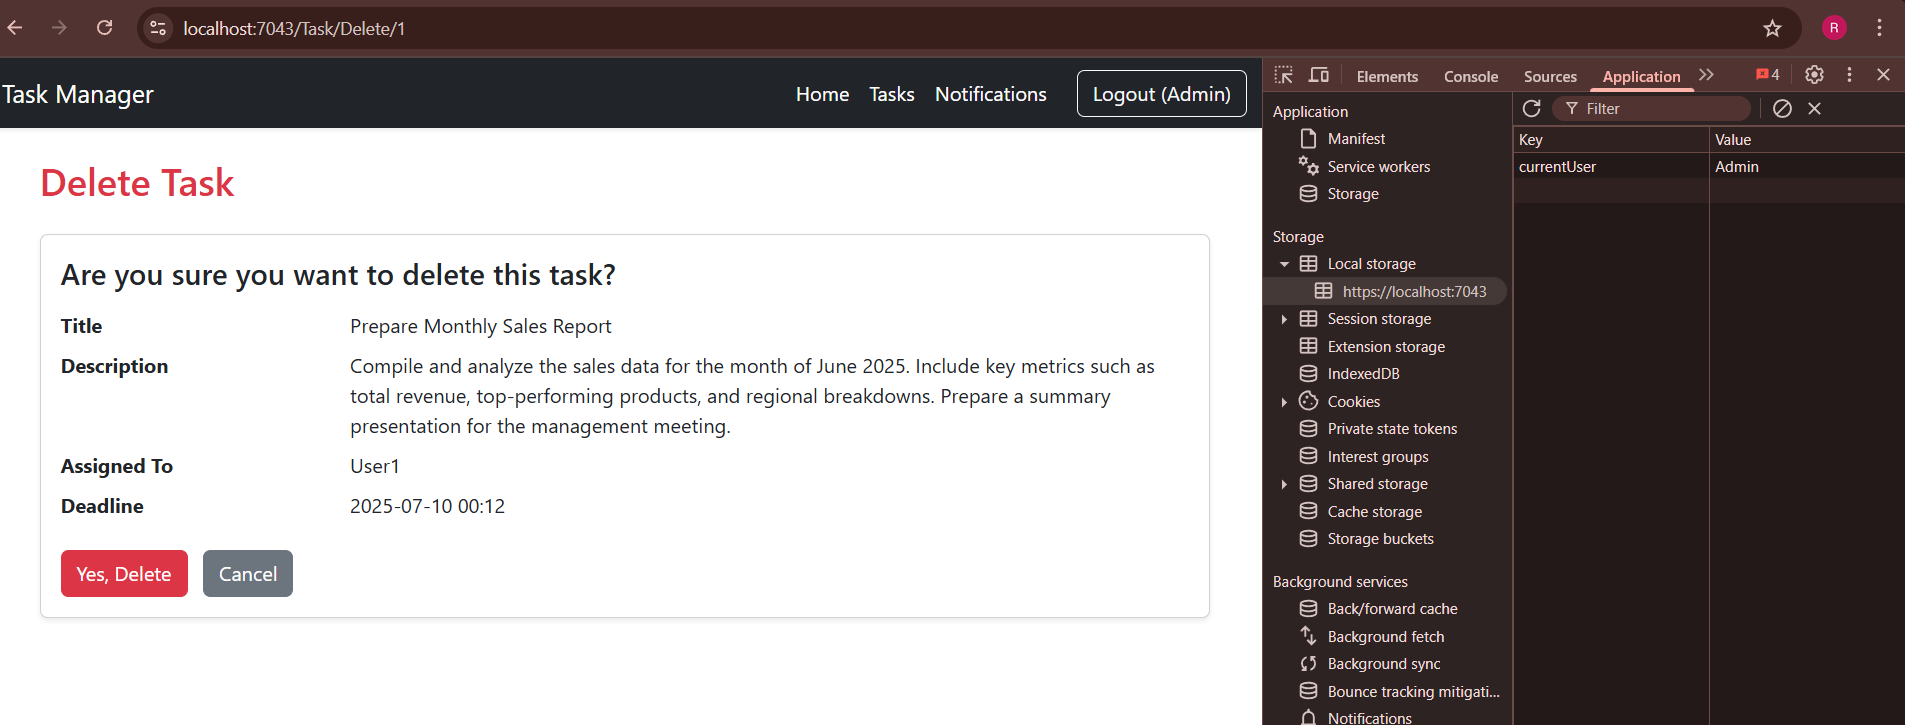 localhost:7043/Task/Delete/1
R
Task Manager
Home Tasks Notifications Logout (Admin)
Delete Task
Are you sure you want to delete this task?
Title Prepare Monthly Sales Report
Description Compile and analyze the sales data for the month of June 2025. Include key metrics such as
total revenue, top-performing products, and regional breakdowns. Prepare a summary
presentation for the management meeting.
Assigned To User1
Deadline 2025-07-10 00:12
Yes, Delete Cancel
Elements Console Sources Application 4
Application
Manifest
Service workers
Storage
Storage
Local storage
https://localhost:7043
Session storage
Extension storage
IndexedDB
Cookies
Private state tokens
Interest groups
Shared storage
Cache storage
Storage buckets
Background services
Back/forward cache
Background fetch
Background sync
Bounce tracking mitigati...
Notifications
Filter
Key Value
currentUser Admin